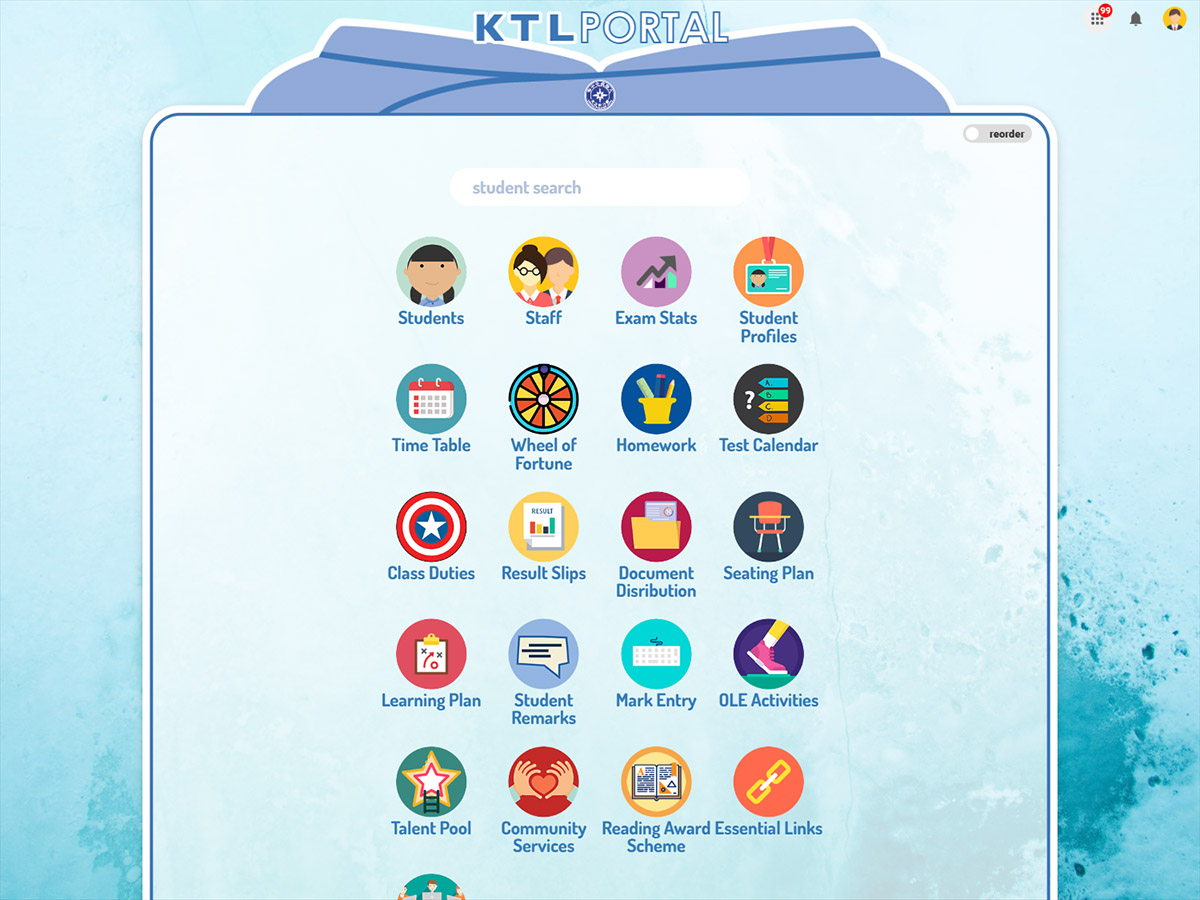 KTLPORTAL
99
reorder
student search
Students
Staff
Exam Stats
Student
Profiles
Time Table
Wheel of
Fortune
Homework
?
A.
B.
C.
D.
Test Calendar
Class Duties
RESULT
Result Slips
Document
Disribution
Seating Plan
Learning Plan
Student
Remarks
Mark Entry
OLE Activities
Talent Pool
Community
Services
Reading Award
Scheme
Essential Links